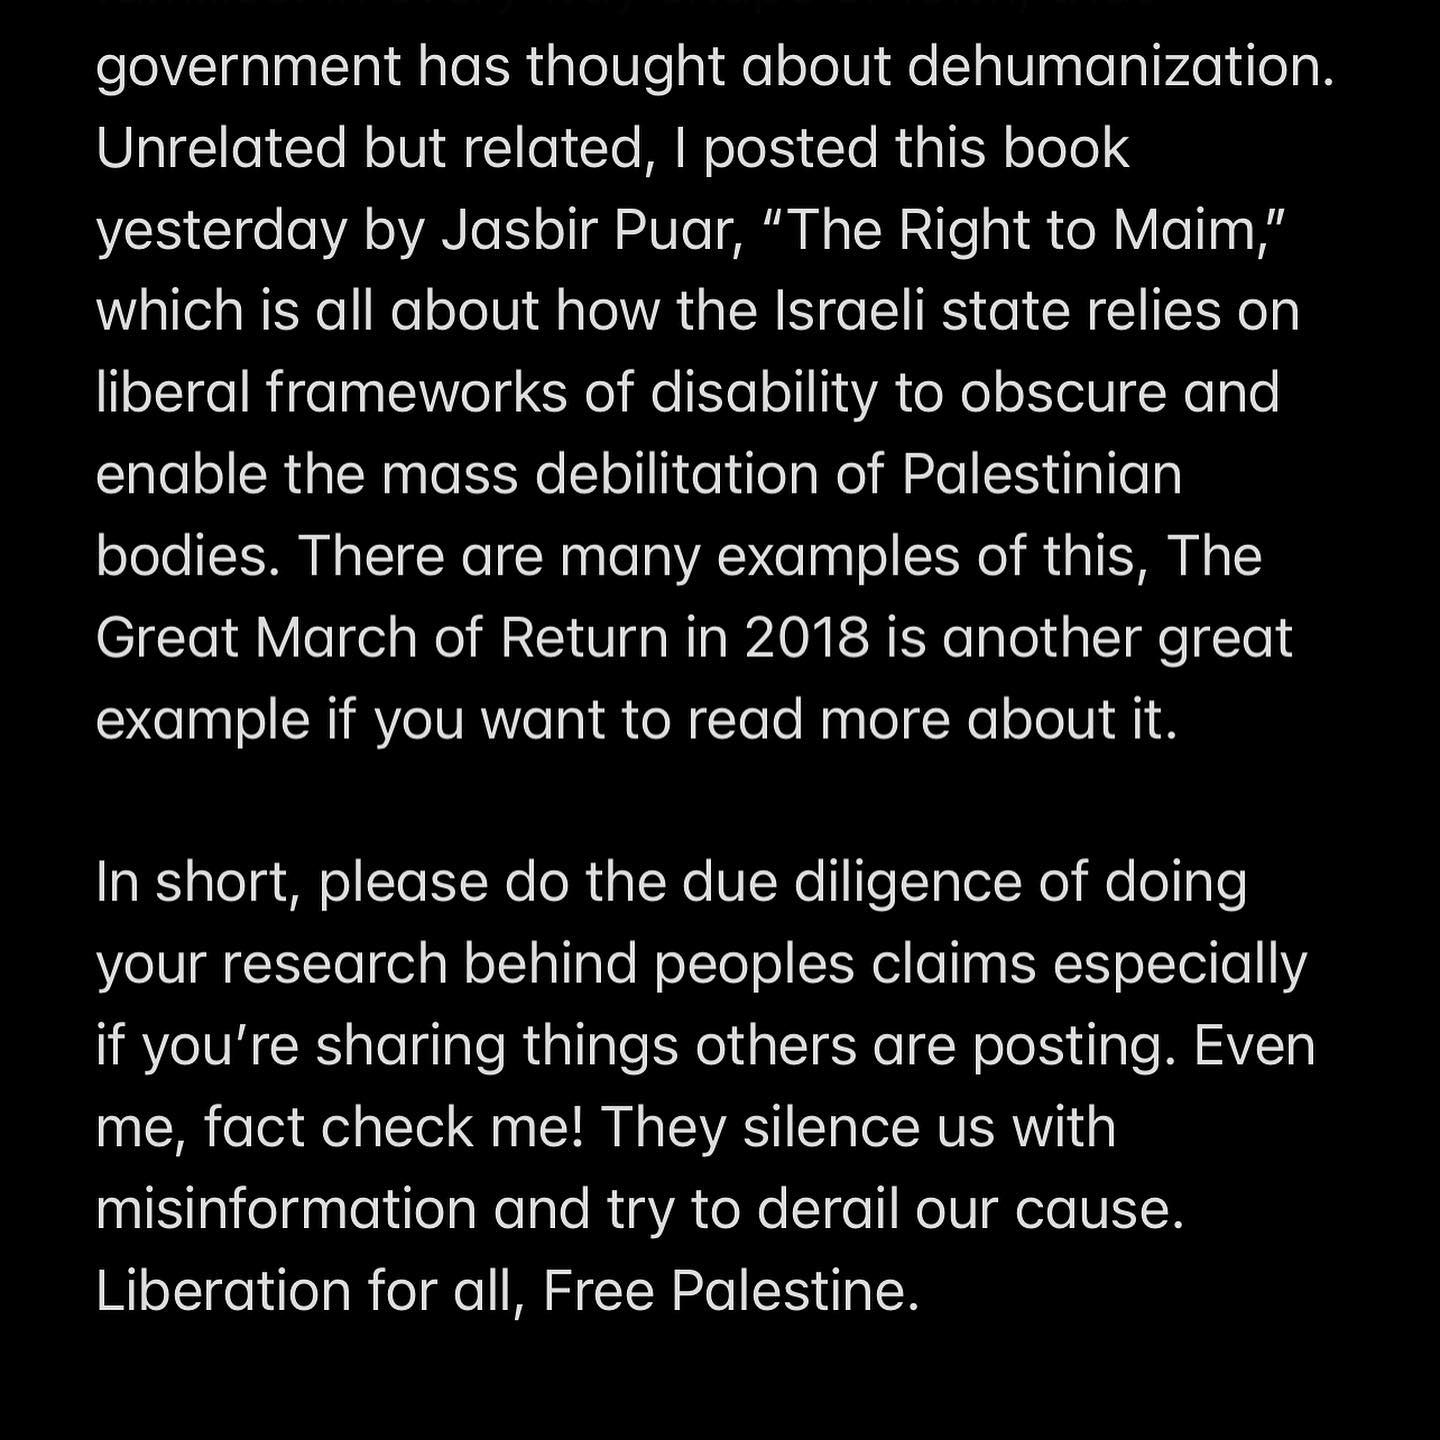 government has thought about dehumanization.
Unrelated but related, I posted this book
yesterday by Jasbir Puar, “The Right to Maim,”
which is all about how the Israeli state relies on
liberal frameworks of disability to obscure and
enable the mass debilitation of Palestinian
bodies. There are many examples of this, The
Great March of Return in 2018 is another great
example if you want to read more about it.
In short, please do the due diligence of doing
your research behind peoples claims especially
if you’re sharing things others are posting. Even
me, fact check me! They silence us with
misinformation and try to derail our cause.
Liberation for all, Free Palestine.